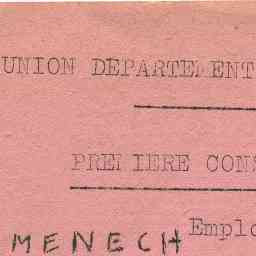 UNION DEPARTEMENT
PREMIERE CONS
Emplo
MENECH